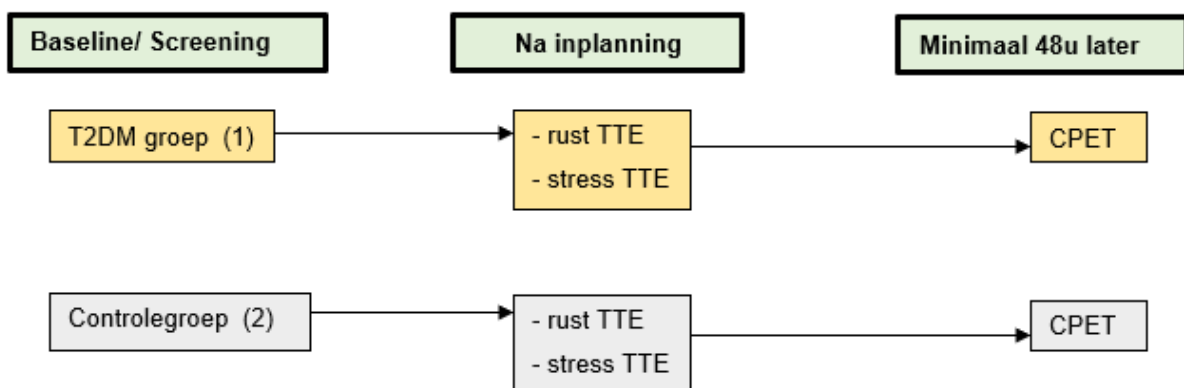 Baseline/ Screening
Na inplanning
Minimaal 48u later
T2DM groep (1)
- rust TTE
- stress TTE
CPET
Controlegroep (2)
- rust TTE
- stress TTE
CPET